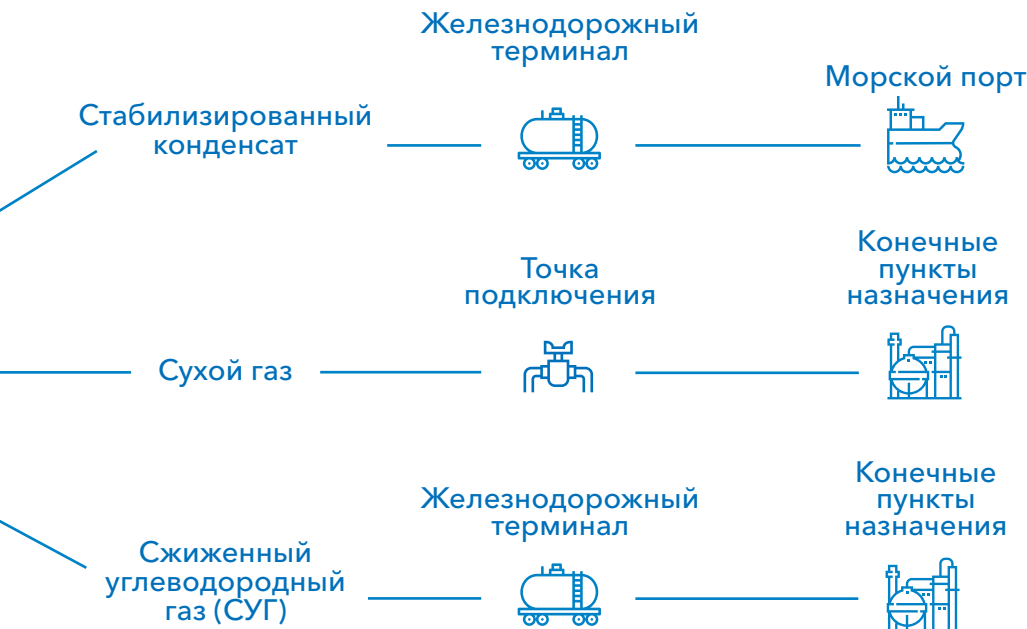 Железнодорожный
терминал
Морской порт
Стабилизированный
конденсат
Конечные
пункты
назначения
Точка
подключения
Сухой газ
Конечные
пункты
назначения
Железнодорожный
терминал
Сжиженный
углеводородный
газ (СУГ)